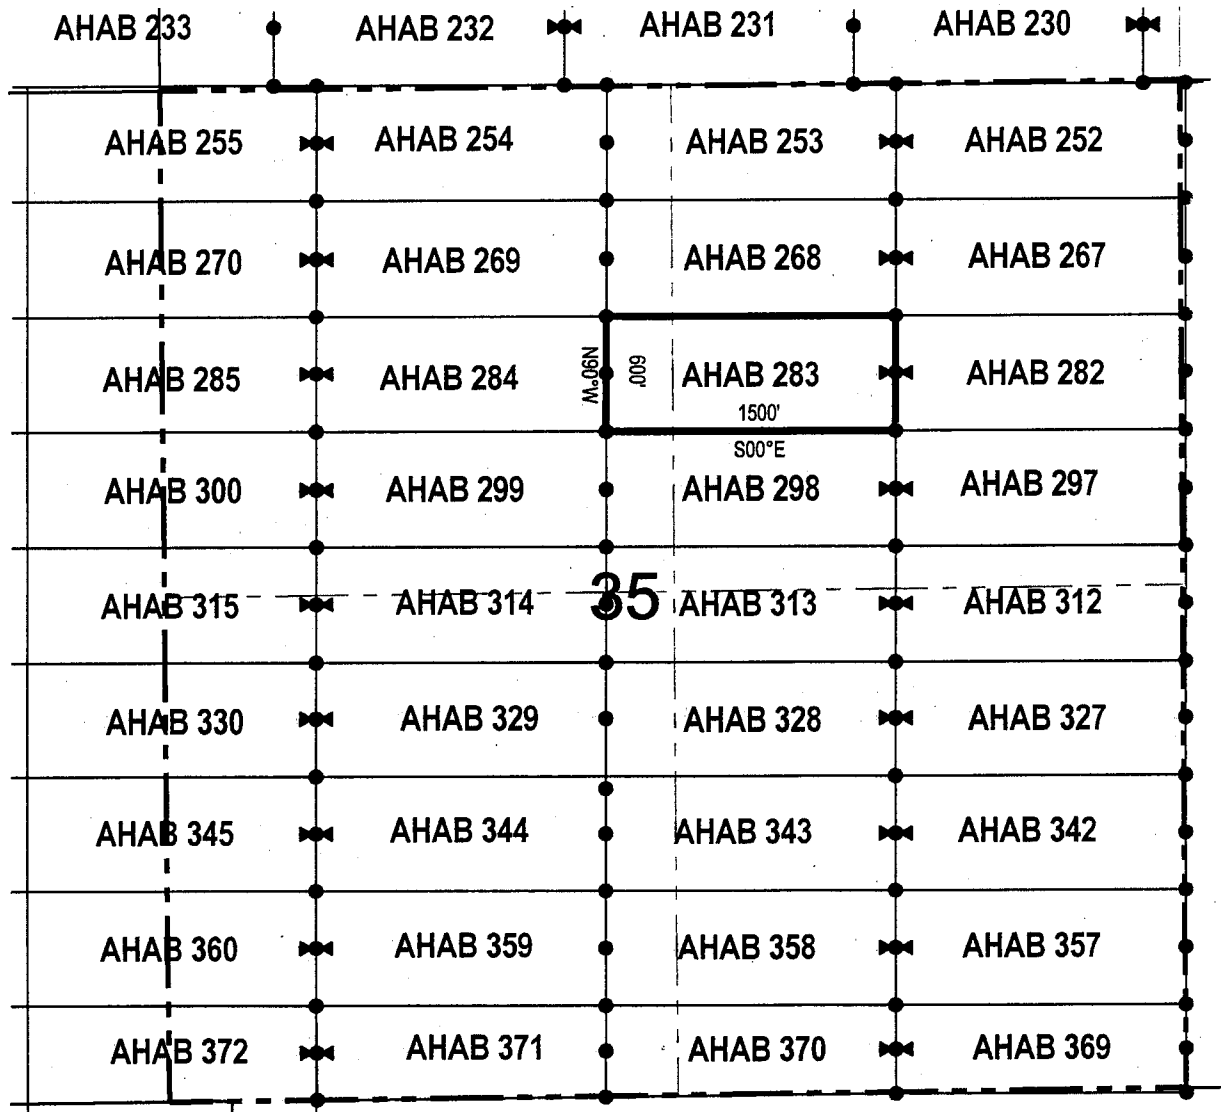 AHAB 233 AHAB 232 AHAB 231 AHAB 230
AHAB 255 AHAB 254 AHAB 253 AHAB 252
AHAB 270 AHAB 269 AHAB 268 AHAB 267
AHAB 285 AHAB 284 N90°W 600' AHAB 283 AHAB 282
1500'
S00°E
AHAB 300 AHAB 299 AHAB 298 AHAB 297
35
AHAB 315 AHAB 314 AHAB 313 AHAB 312
AHAB 330 AHAB 329 AHAB 328 AHAB 327
AHAB 345 AHAB 344 AHAB 343 AHAB 342
AHAB 360 AHAB 359 AHAB 358 AHAB 357
AHAB 372 AHAB 371 AHAB 370 AHAB 369